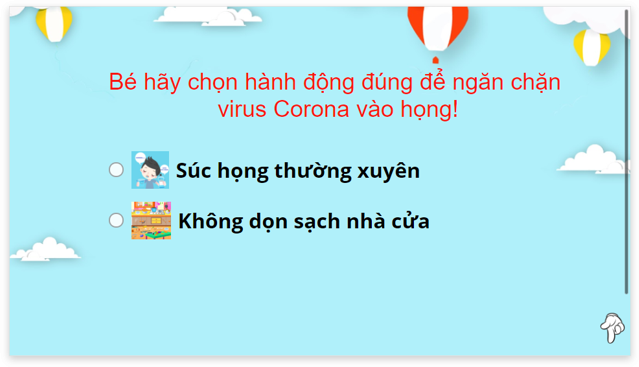 Bé hãy chọn hành động đúng để ngăn chặn
virus Corona vào họng!
Súc họng thường xuyên
Không dọn sạch nhà cửa